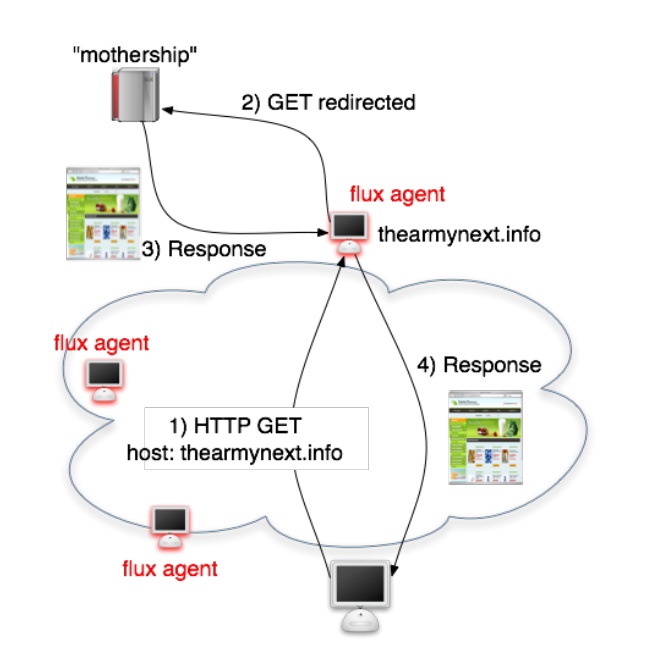 "mothership"
2) GET redirected
flux agent
thearmynext.info
3) Response
flux agent
4) Response
1) HTTP GET
host: thearmynext.info
flux agent